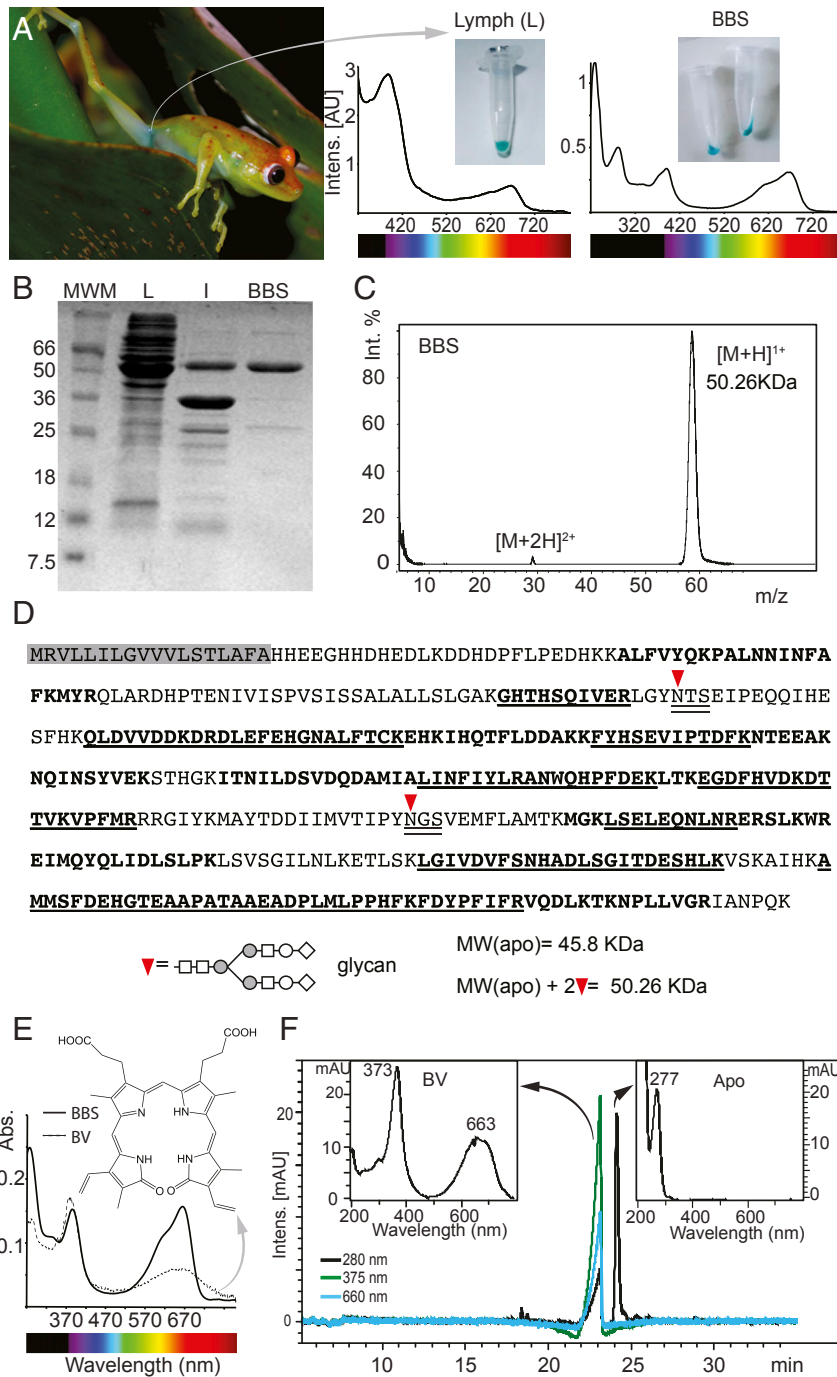 A
Lymph (L)
BBS
Intens. [AU]
3
2
1
420 520 620 720
1
0.5
320 420 520 620 720
B
MWM L I BBS
66
50
36
25
18
12
7.5
C
Int. %
BBS
[M+H]1+
50.26KDa
80
60
40
20
0
[M+2H]2+
10 20 30 40 50 60
m/z
D
MRVLLILGVVVLSTLAFAHHEEGHHDHEDLKDDHDPFLPEDHKKALFVYQKPALNNINFA
FKMYRQLARDHPTENIVISPVSISSALALLSLGAKGHTHSQIVERLGYNTSEIPEQQIHE
SFHKQLDVVDDKDRDLEFEHGNALFTCKEHKIHQTFLDDAKKFYHSEVIPTDFKNTEEAK
NQINSYVEKSTHGKITNILDSVDQDAMIALINFIYLRANWQHPFDEKLTKEGDFHVDKDT
TVKVPFMRRRGIYKMAYTDDIIMVTIPYNGSVEMFLAMTKMGKLSELEQNLNRERSLKWR
EIMQYQLIDLSLPKLSVSGILNLKETLSKLGIVDVFSNHADLSGITDESHLKVSKAIHKA
MMSFDEHGTEAAPATAAEADPLMLPPHFKFDYPFIFRVQDLKTKNPLLVGRIANPQK
= glycan
MW(apo)= 45.8 KDa
MW(apo) + 2 = 50.26 KDa
E
HOOC COOH
N HN
NH HN
O O
BBS
BV
Abs.
0.2
0.1
370 470 570 670
Wavelength (nm)
F
Intens. [mAU]
20
10
0
mAU
373
BV
663
20
15
10
5
0
200 400 600
Wavelength (nm)
277
Apo
mAU
20
10
0
200 400 600
Wavelength (nm)
280 nm
375 nm
660 nm
10 15 20 25 30 min